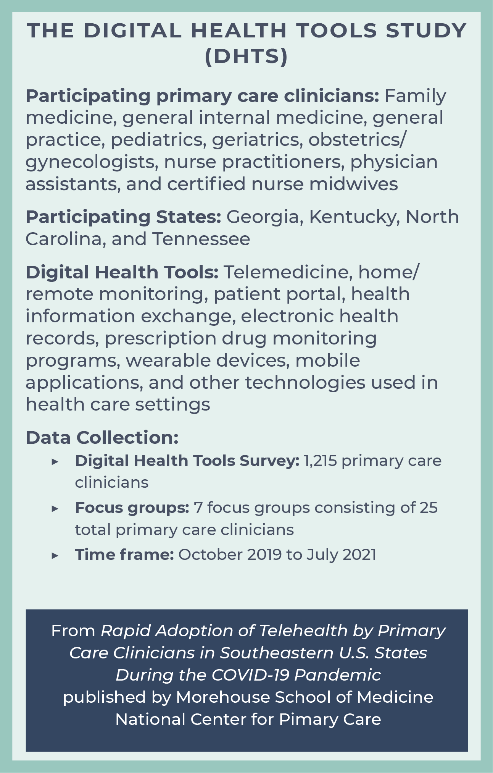 THE DIGITAL HEALTH TOOLS STUDY
(DHTS)
Participating primary care clinicians: Family
medicine, general internal medicine, general
practice, pediatrics, geriatrics, obstetrics/
gynecologists, nurse practitioners, physician
assistants, and certified nurse midwives
Participating States: Georgia, Kentucky, North
Carolina, and Tennessee
Digital Health Tools: Telemedicine, home/
remote monitoring, patient portal, health
information exchange, electronic health
records, prescription drug monitoring
programs, wearable devices, mobile
applications, and other technologies used in
health care settings
Data Collection:
▸ Digital Health Tools Survey: 1,215 primary care
clinicians
▸ Focus groups: 7 focus groups consisting of 25
total primary care clinicians
▸ Time frame: October 2019 to July 2021
From Rapid Adoption of Telehealth by Primary
Care Clinicians in Southeastern U.S. States
During the COVID-19 Pandemic
published by Morehouse School of Medicine
National Center for Pimary Care